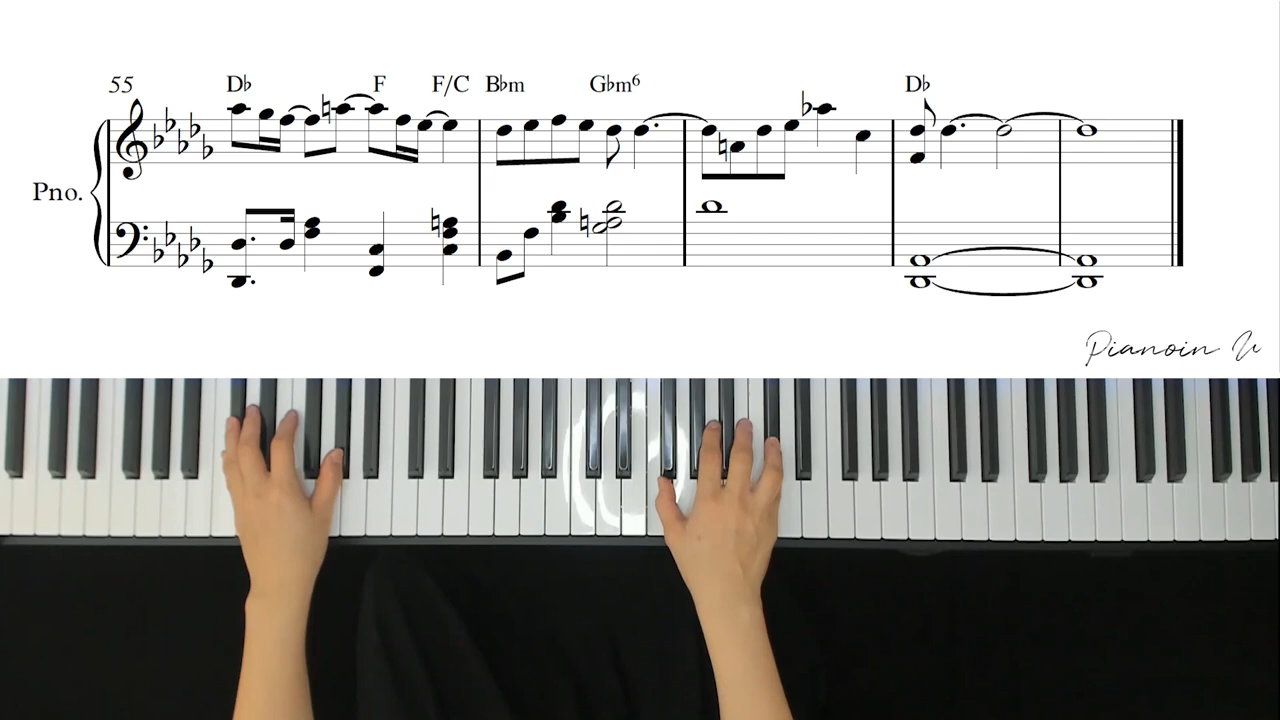 55 D♭ F F/C B♭m G♭m⁶ D♭
Pno.
Pianoin U